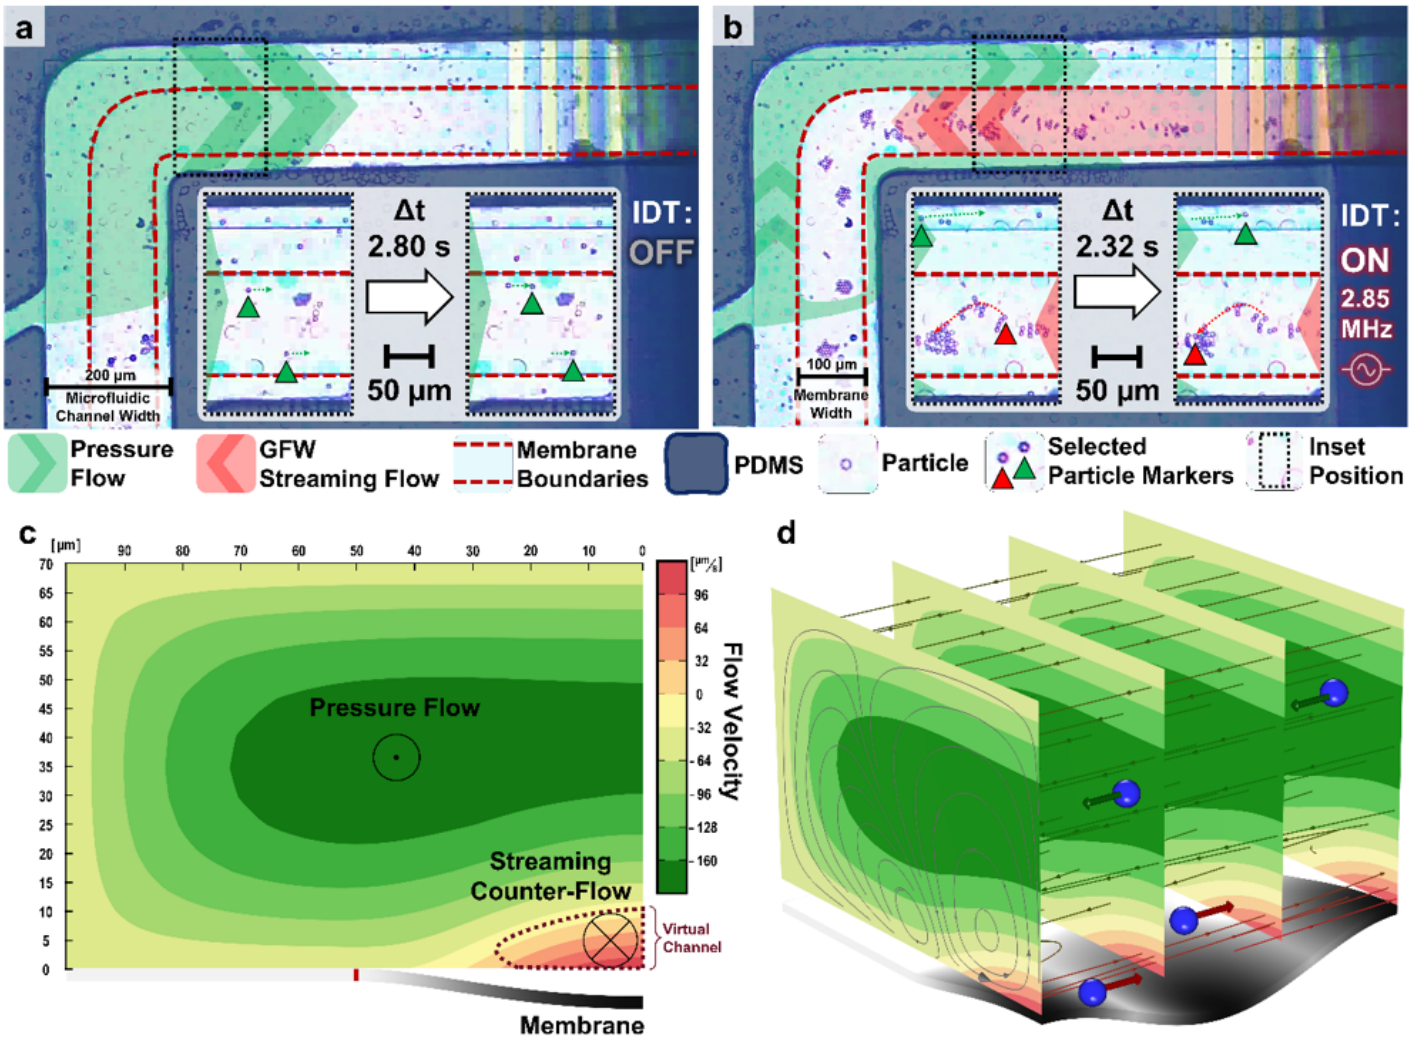 a
Δt
2.80 s
50 µm
IDT:
OFF
200 µm
Microfluidic
Channel Width
b
Δt
2.32 s
50 µm
IDT:
ON
2.85
MHz
100 µm
Membrane
Width
Pressure
Flow
GFW
Streaming Flow
Membrane
Boundaries
PDMS
Particle
Selected
Particle Markers
Inset
Position
c
[µm] 90 80 70 60 50 40 30 20 10 0
70
65
60
55
50
45
40
35
30
25
20
15
10
5
0
Pressure Flow
Streaming
Counter-Flow
Virtual
Channel
Membrane
[µm/s]
96
64
32
0
-32
-64
-96
-128
-160
Flow Velocity
d